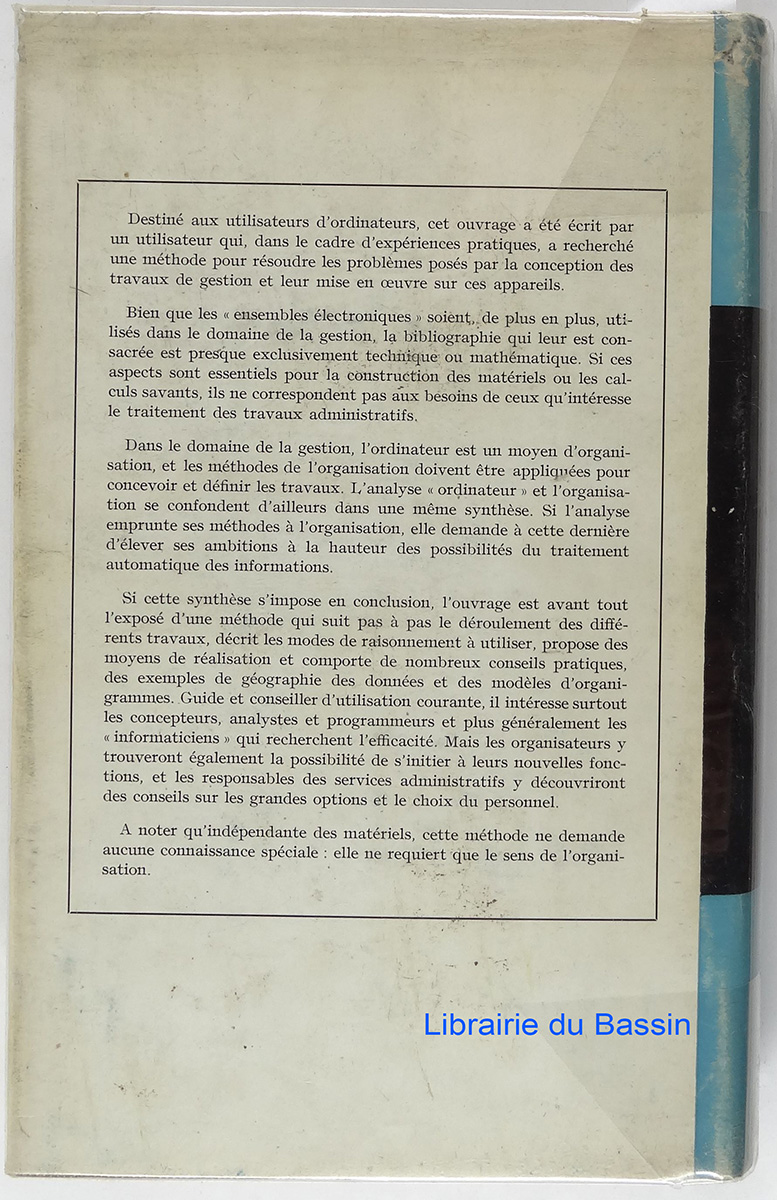 Destiné aux utilisateurs d'ordinateurs, cet ouvrage a été écrit par
un utilisateur qui, dans le cadre d'expériences pratiques, a recherché
une méthode pour résoudre les problèmes posés par la conception des
travaux de gestion et leur mise en œuvre sur ces appareils.
Bien que les « ensembles électroniques » soient, de plus en plus, uti-
lisés dans le domaine de la gestion, la bibliographie qui leur est con-
sacrée est presque exclusivement technique ou mathématique. Si ces
aspects sont essentiels pour la construction des matériels ou les cal-
culs savants, ils ne correspondent pas aux besoins de ceux qu'intéresse
le traitement des travaux administratifs.
Dans le domaine de la gestion, l'ordinateur est un moyen d'organi-
sation, et les méthodes de l'organisation doivent être appliquées pour
concevoir et définir les travaux. L'analyse « ordinateur » et l'organisa-
tion se confondent d'ailleurs dans une même synthèse. Si l'analyse
emprunte ses méthodes à l'organisation, elle demande à cette dernière
d'élever ses ambitions à la hauteur des possibilités du traitement
automatique des informations.
Si cette synthèse s'impose en conclusion, l'ouvrage est avant tout
l'exposé d'une méthode qui suit pas à pas le déroulement des diffé-
rents travaux, décrit les modes de raisonnement à utiliser, propose des
moyens de réalisation et comporte de nombreux conseils pratiques,
des exemples de géographie des données et des modèles d'organi-
grammes. Guide et conseiller d'utilisation courante, il intéresse surtout
les concepteurs, analystes et programmeurs et plus généralement les
« informaticiens » qui recherchent l'efficacité. Mais les organisateurs y
trouveront également la possibilité de s'initier à leurs nouvelles fonc-
tions, et les responsables des services administratifs y découvriront
des conseils sur les grandes options et le choix du personnel.
A noter qu'indépendante des matériels, cette méthode ne demande
aucune connaissance spéciale : elle ne requiert que le sens de l'organi-
sation.
Librairie du Bassin